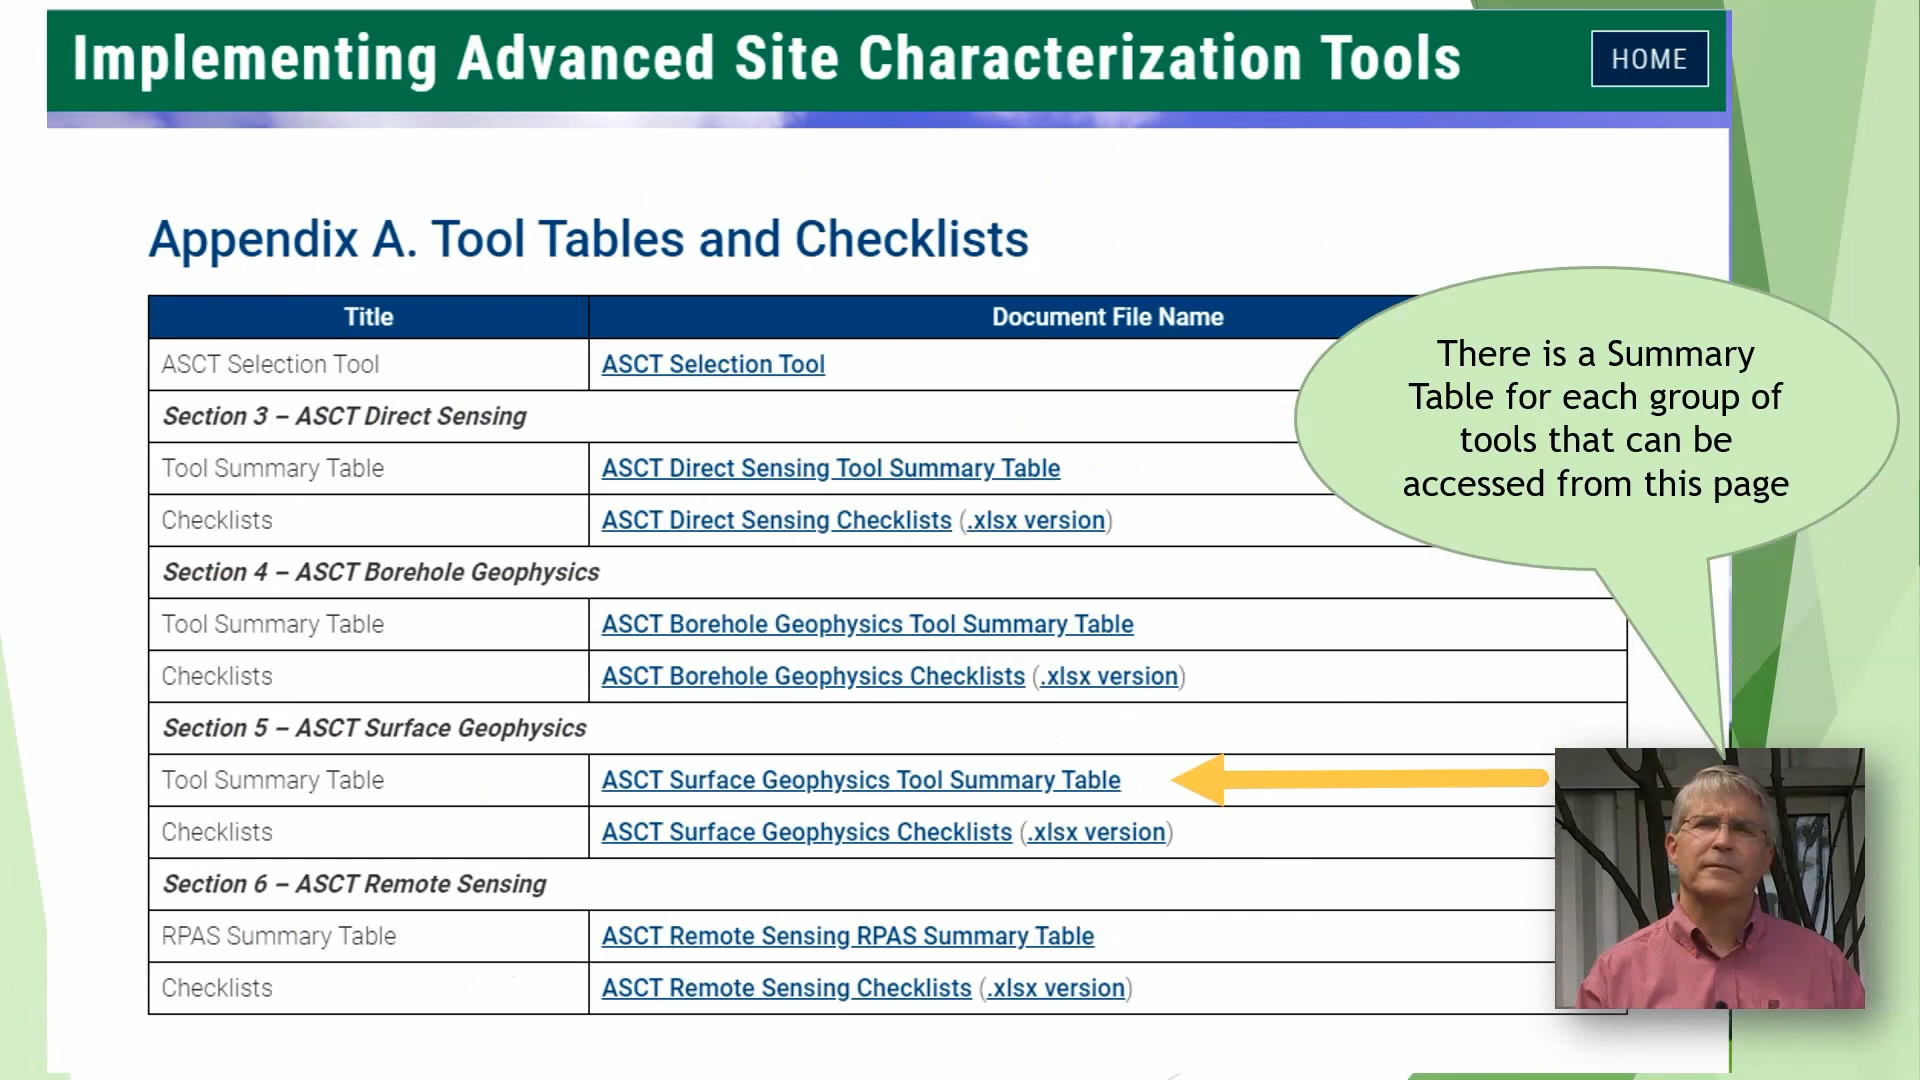 Implementing Advanced Site Characterization Tools
HOME
Appendix A. Tool Tables and Checklists
Title Document File Name
ASCT Selection Tool ASCT Selection Tool
Section 3 – ASCT Direct Sensing
Tool Summary Table ASCT Direct Sensing Tool Summary Table
Checklists ASCT Direct Sensing Checklists (.xlsx version)
Section 4 – ASCT Borehole Geophysics
Tool Summary Table ASCT Borehole Geophysics Tool Summary Table
Checklists ASCT Borehole Geophysics Checklists (.xlsx version)
Section 5 – ASCT Surface Geophysics
Tool Summary Table ASCT Surface Geophysics Tool Summary Table
Checklists ASCT Surface Geophysics Checklists (.xlsx version)
Section 6 – ASCT Remote Sensing
RPAS Summary Table ASCT Remote Sensing RPAS Summary Table
Checklists ASCT Remote Sensing Checklists (.xlsx version)
There is a Summary
Table for each group of
tools that can be
accessed from this page